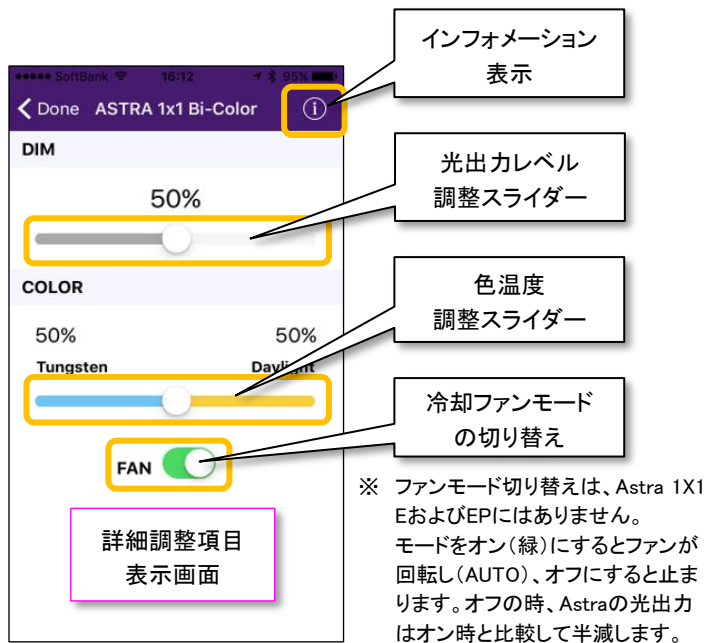 インフォメーション
表示
●●●●● SoftBank 16:12 95%
Done ASTRA 1x1 Bi-Color i
DIM
光出力レベル
調整スライダー
50%
COLOR
色温度
調整スライダー
50% 50%
Tungsten Daylight
冷却ファンモード
の切り替え
FAN
※ ファンモード切り替えは、Astra 1X1
EおよびEPにはありません。
モードをオン(緑)にするとファンが
回転し(AUTO)、オフにすると止ま
ります。オフの時、Astraの光出力
はオン時と比較して半減します。
詳細調整項目
表示画面